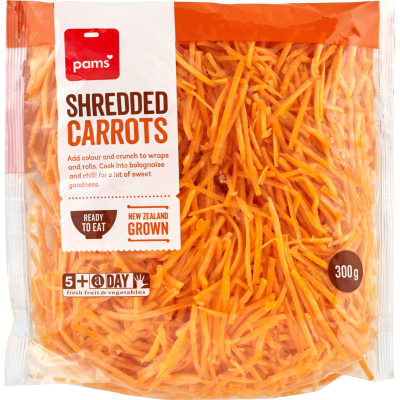 pams
SHREDDED
CARROTS
Add colour and crunch to wraps
and rolls. Cook into bolognaise
and chilli for a hit of sweet
goodness.
READY
TO EAT
NEW ZEALAND
GROWN
5+@DAY
fresh fruit & vegetables
300g